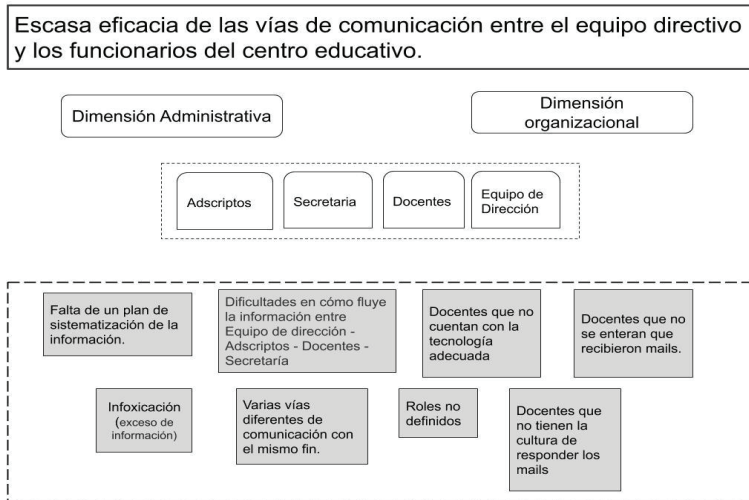 Escasa eficacia de las vías de comunicación entre el equipo directivo
y los funcionarios del centro educativo.
Dimensión Administrativa
Dimensión
organizacional
Adscriptos
Secretaria
Docentes
Equipo de
Dirección
Falta de un plan de
sistematización de la
información.
Dificultades en cómo fluye
la información entre
Equipo de dirección -
Adscriptos - Docentes -
Secretaría
Docentes que no
cuentan con la
tecnología
adecuada
Docentes que no
se enteran que
recibieron mails.
Infoxicación
(exceso de
información)
Varias vías
diferentes de
comunicación con
el mismo fin.
Roles no
definidos
Docentes que
no tienen la
cultura de
responder los
mails